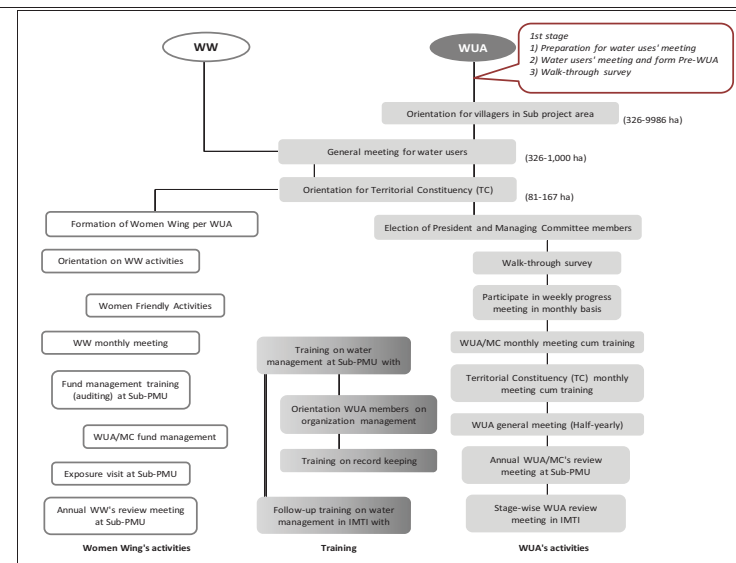 WW
WUA
1st stage
1) Preparation for water uses' meeting
2) Water users' meeting and form Pre-WUA
3) Walk-through survey
Orientation for villagers in Sub project area
(326-9986 ha)
General meeting for water users
(326-1,000 ha)
Orientation for Territorial Constituency (TC)
(81-167 ha)
Formation of Women Wing per WUA
Orientation on WW activities
Women Friendly Activities
WW monthly meeting
Fund management training
(auditing) at Sub-PMU
WUA/MC fund management
Exposure visit at Sub-PMU
Annual WW's review meeting
at Sub-PMU
Women Wing's activities
Training on water
management at Sub-PMU with
Orientation WUA members on
organization management
Training on record keeping
Follow-up training on water
management in IMTI with
Training
Election of President and Managing Committee members
Walk-through survey
Participate in weekly progress
meeting in monthly basis
WUA/MC monthly meeting cum training
Territorial Constituency (TC) monthly
meeting cum training
WUA general meeting (Half-yearly)
Annual WUA/MC's review
meeting at Sub-PMU
Stage-wise WUA review
meeting in IMTI
WUA's activities